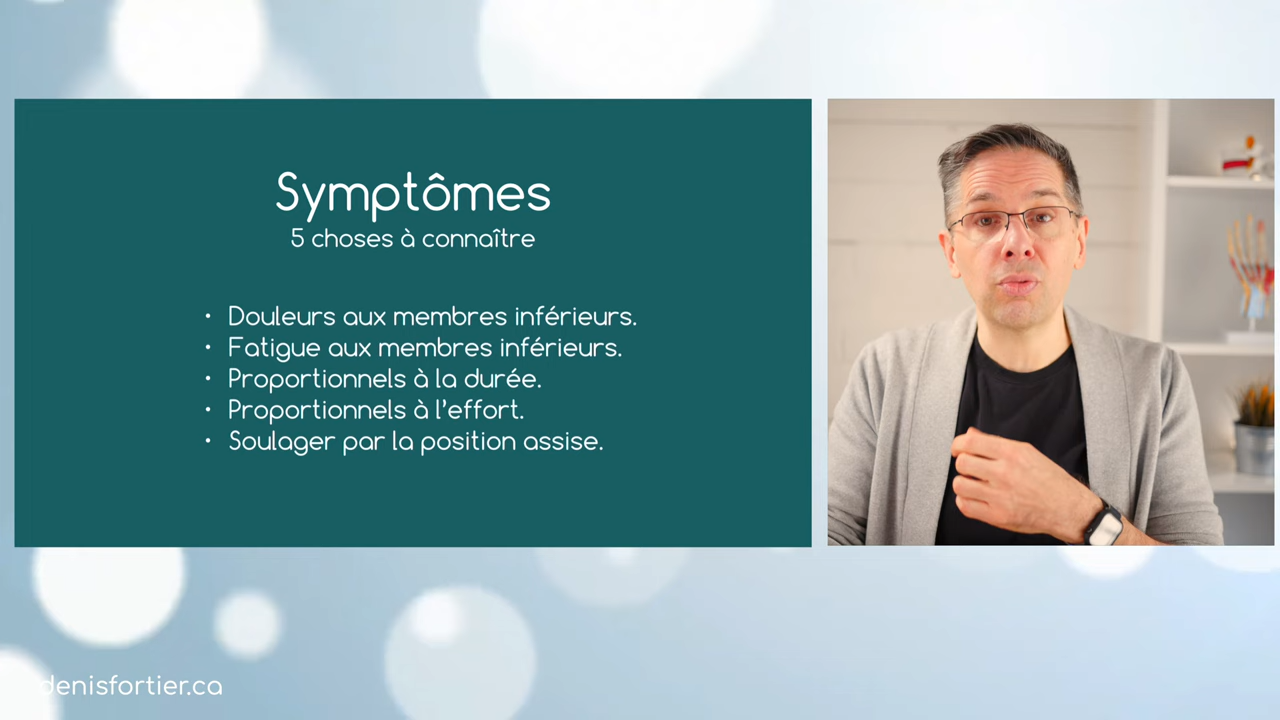 Symptômes
5 choses à connaître
• Douleurs aux membres inférieurs.
• Fatigue aux membres inférieurs.
• Proportionnels à la durée.
• Proportionnels à l’effort.
• Soulager par la position assise.
denisfortier.ca